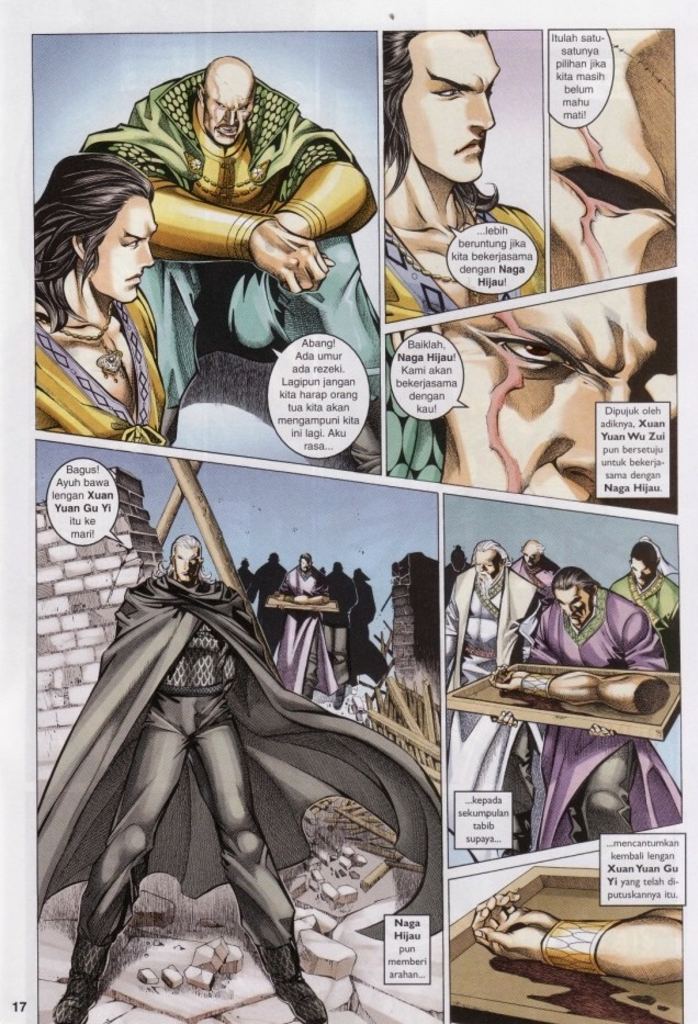 Abang!
Ada umur
ada rezeki.
Lagipun jangan
kita harap orang
tua kita akan
mengampuni kita
ini lagi. Aku
rasa...
...lebih
beruntung jika
kita bekerjasama
dengan Naga
Hijau!
Itulah satu-
satunya
pilihan jika
kita masih
belum
mahu
mati!
Baiklah,
Naga Hijau!
Kami akan
bekerjasama
dengan
kau!
Dipujuk oleh
adiknya, Xuan
Yuan Wu Zui
pun bersetuju
untuk bekerja-
sama dengan
Naga Hijau.
Bagus!
Ayuh bawa
lengan Xuan
Yuan Gu Yi
itu ke
mari!
Naga
Hijau
pun
memberi
arahan...
...kepada
sekumpulan
tabib
supaya...
...mencantumkan
kembali lengan
Xuan Yuan Gu
Yi yang telah di-
putuskannya itu.
17